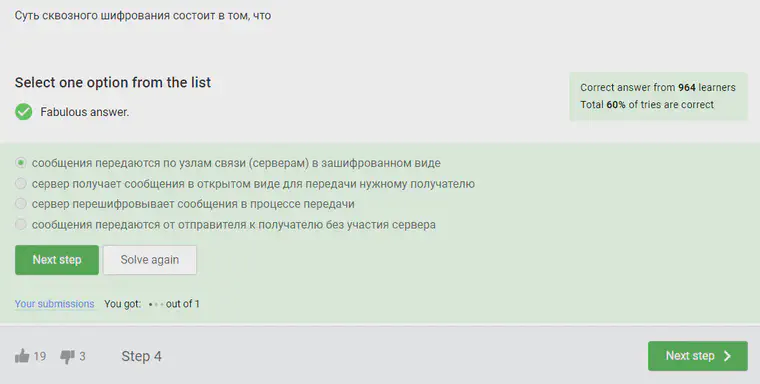 Суть сквозного шифрования состоит в том, что
Select one option from the list
Correct answer from 964 learners
Total 60% of tries are correct
Fabulous answer.
сообщения передаются по узлам связи (серверам) в зашифрованном виде
сервер получает сообщения в открытом виде для передачи нужному получателю
сервер перешифровывает сообщения в процессе передачи
сообщения передаются от отправителя к получателю без участия сервера
Next step
Solve again
Your submissions You got: out of 1
19 3 Step 4
Next step